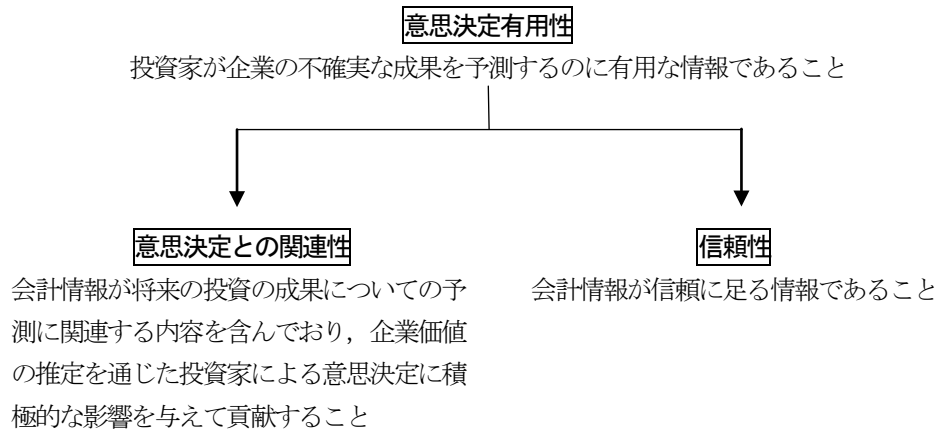 意思決定有用性
投資家が企業の不確実な成果を予測するのに有用な情報であること
意思決定との関連性
会計情報が将来の投資の成果についての予
測に関連する内容を含んでおり，企業価値
の推定を通じた投資家による意思決定に積
極的な影響を与えて貢献すること
信頼性
会計情報が信頼に足る情報であること